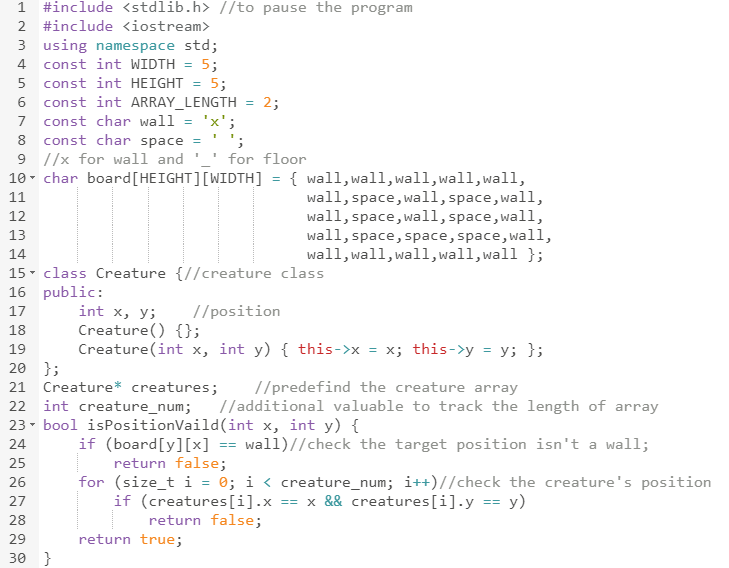 1 #include <stdlib.h> //to pause the program
2 #include <iostream>
3 using namespace std;
4 const int WIDTH = 5;
5 const int HEIGHT = 5;
6 const int ARRAY_LENGTH = 2;
7 const char wall = 'x';
8 const char space = ' ';
9 //x for wall and '_' for floor
10 char board[HEIGHT][WIDTH] = { wall,wall,wall,wall,wall,
11                               wall,space,wall,space,wall,
12                               wall,space,wall,space,wall,
13                               wall,space,space,space,wall,
14                               wall,wall,wall,wall,wall };
15 class Creature {//creature class
16 public:
17     int x, y;    //position
18     Creature() {};
19     Creature(int x, int y) { this->x = x; this->y = y; };
20 };
21 Creature* creatures;    //predefind the creature array
22 int creature_num;   //additional valuable to track the length of array
23 bool isPositionVaild(int x, int y) {
24     if (board[y][x] == wall)//check the target position isn't a wall;
25         return false;
26     for (size_t i = 0; i < creature_num; i++)//check the creature's position
27         if (creatures[i].x == x && creatures[i].y == y)
28             return false;
29     return true;
30 }